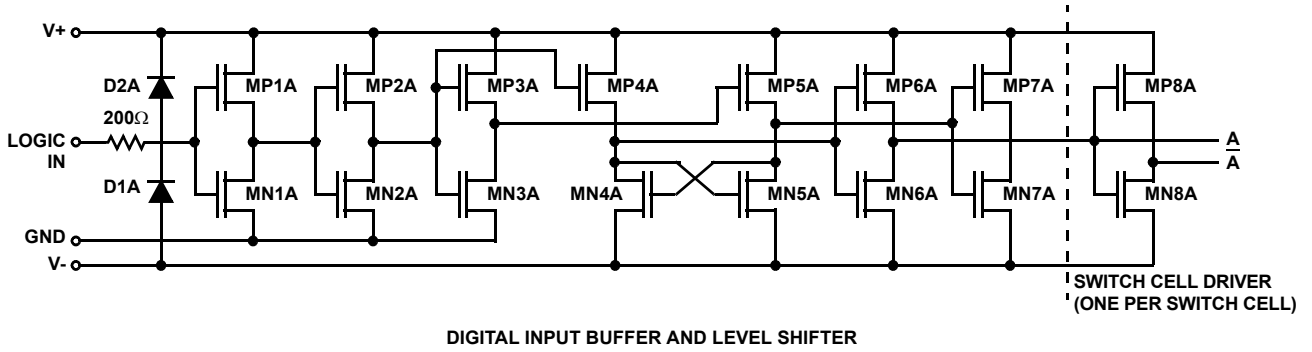 V+
D2A
MP1A
MP2A
MP3A
MP4A
MP5A
MP6A
MP7A
MP8A
200Ω
LOGIC
IN
A
A̅
D1A
MN1A
MN2A
MN3A
MN4A
MN5A
MN6A
MN7A
MN8A
GND
V-
SWITCH CELL DRIVER
(ONE PER SWITCH CELL)
DIGITAL INPUT BUFFER AND LEVEL SHIFTER